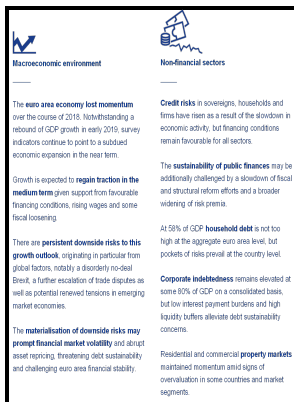 Macroeconomic environment
The euro area economy lost momentum
over the course of 2018. Notwithstanding a
rebound of GDP growth in early 2019, survey
indicators continue to point to a subdued
economic expansion in the near term.
Growth is expected to regain traction in the
medium term given support from favourable
financing conditions, rising wages and some
fiscal loosening.
There are persistent downside risks to this
growth outlook, originating in particular from
global factors, notably a disorderly no-deal
Brexit, a further escalation of trade disputes as
well as potential renewed tensions in emerging
market economies.
The materialisation of downside risks may
prompt financial market volatility and abrupt
asset repricing, threatening debt sustainability
and challenging euro area financial stability.
Non-financial sectors
Credit risks in sovereigns, households and
firms have risen as a result of the slowdown in
economic activity, but financing conditions
remain favourable for all sectors.
The sustainability of public finances may be
additionally challenged by a slowdown of fiscal
and structural reform efforts and a broader
widening of risk premia.
At 58% of GDP household debt is not too
high at the aggregate euro area level, but
pockets of risks prevail at the country level.
Corporate indebtedness remains elevated at
some 80% of GDP on a consolidated basis,
but low interest payment burdens and high
liquidity buffers alleviate debt sustainability
concerns.
Residential and commercial property markets
maintained momentum amid signs of
overvaluation in some countries and market
segments.